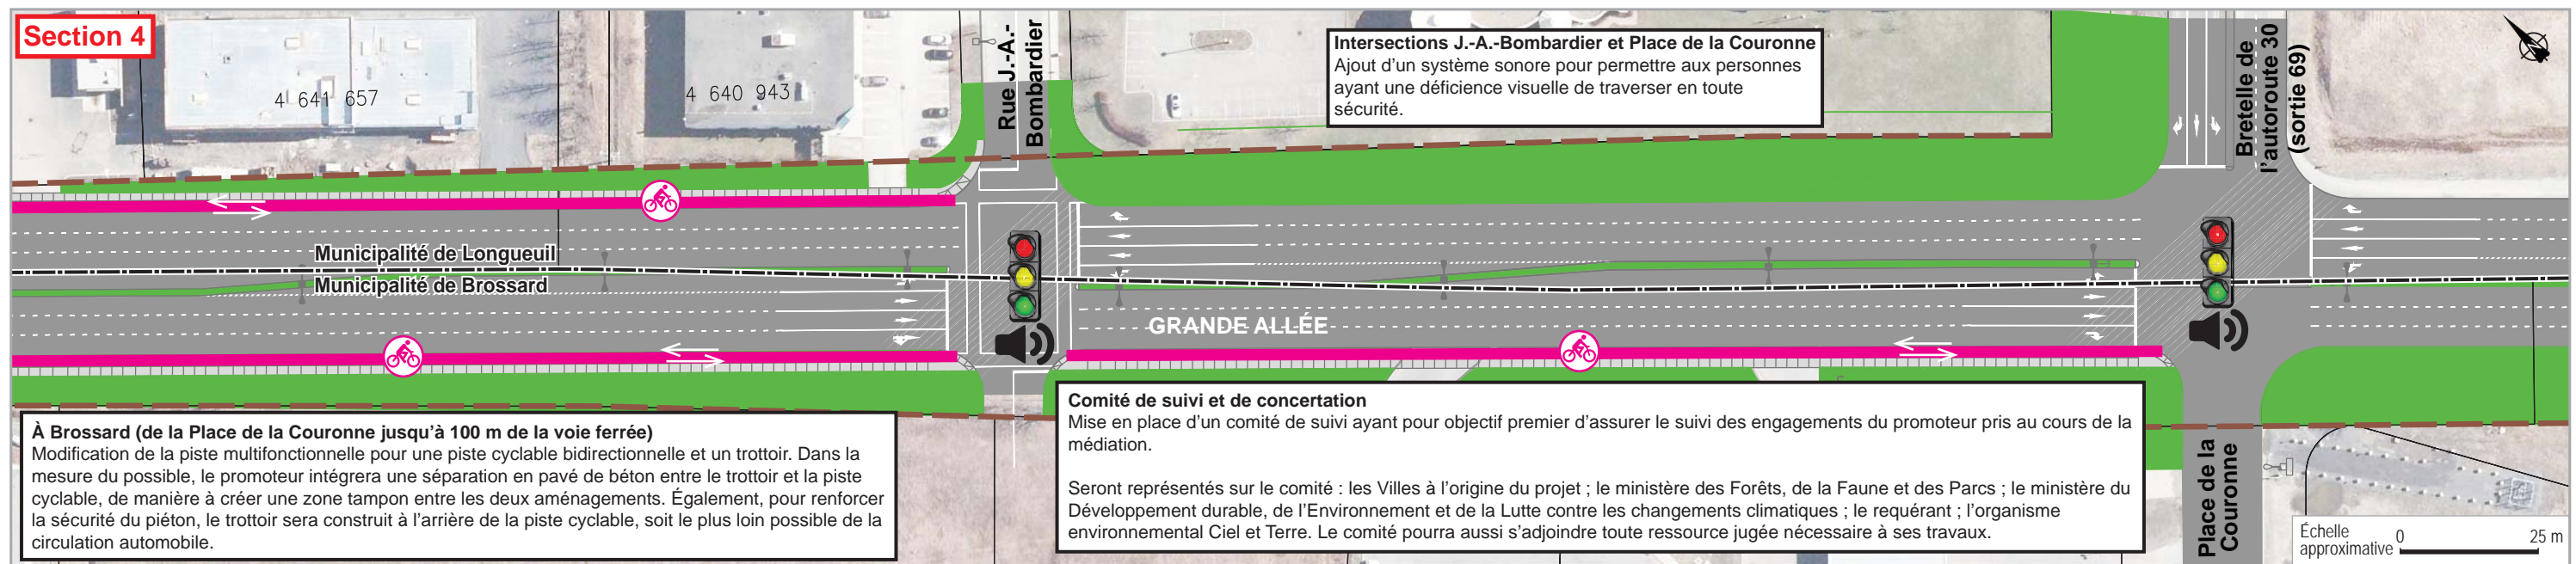 Section 4
4 641 657
4 640 943
Rue J.-A.-
Bombardier
Intersections J.-A.-Bombardier et Place de la Couronne
Ajout d'un système sonore pour permettre aux personnes
ayant une déficience visuelle de traverser en toute
sécurité.
Bretelle de
l'autoroute 30
(sortie 69)
Municipalité de Longueuil
Municipalité de Brossard
GRANDE ALLÉE
À Brossard (de la Place de la Couronne jusqu'à 100 m de la voie ferrée)
Modification de la piste multifonctionnelle pour une piste cyclable bidirectionnelle et un trottoir. Dans la
mesure du possible, le promoteur intégrera une séparation en pavé de béton entre le trottoir et la piste
cyclable, de manière à créer une zone tampon entre les deux aménagements. Également, pour renforcer
la sécurité du piéton, le trottoir sera construit à l'arrière de la piste cyclable, soit le plus loin possible de la
circulation automobile.
Comité de suivi et de concertation
Mise en place d'un comité de suivi ayant pour objectif premier d'assurer le suivi des engagements du promoteur pris au cours de la
médiation.
Seront représentés sur le comité : les Villes à l'origine du projet ; le ministère des Forêts, de la Faune et des Parcs ; le ministère du
Développement durable, de l'Environnement et de la Lutte contre les changements climatiques ; le requérant ; l'organisme
environnemental Ciel et Terre. Le comité pourra aussi s'adjoindre toute ressource jugée nécessaire à ses travaux.
Place de la
Couronne
Échelle
approximative 0 25 m